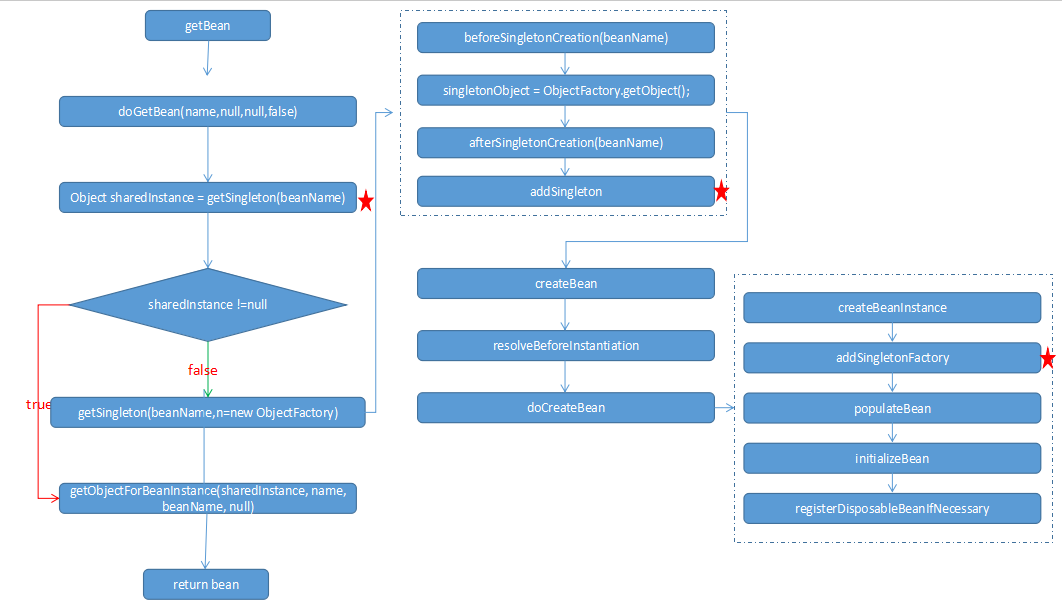 getBean
doGetBean(name,null,null,false)
Object sharedInstance = getSingleton(beanName)
sharedInstance !=null
false
true
getSingleton(beanName,n=new ObjectFactory)
getObjectForBeanInstance(sharedInstance, name,
beanName, null)
return bean
beforeSingletonCreation(beanName)
singletonObject = ObjectFactory.getObject();
afterSingletonCreation(beanName)
addSingleton
createBean
resolveBeforeInstantiation
doCreateBean
createBeanInstance
addSingletonFactory
populateBean
initializeBean
registerDisposableBeanIfNecessary